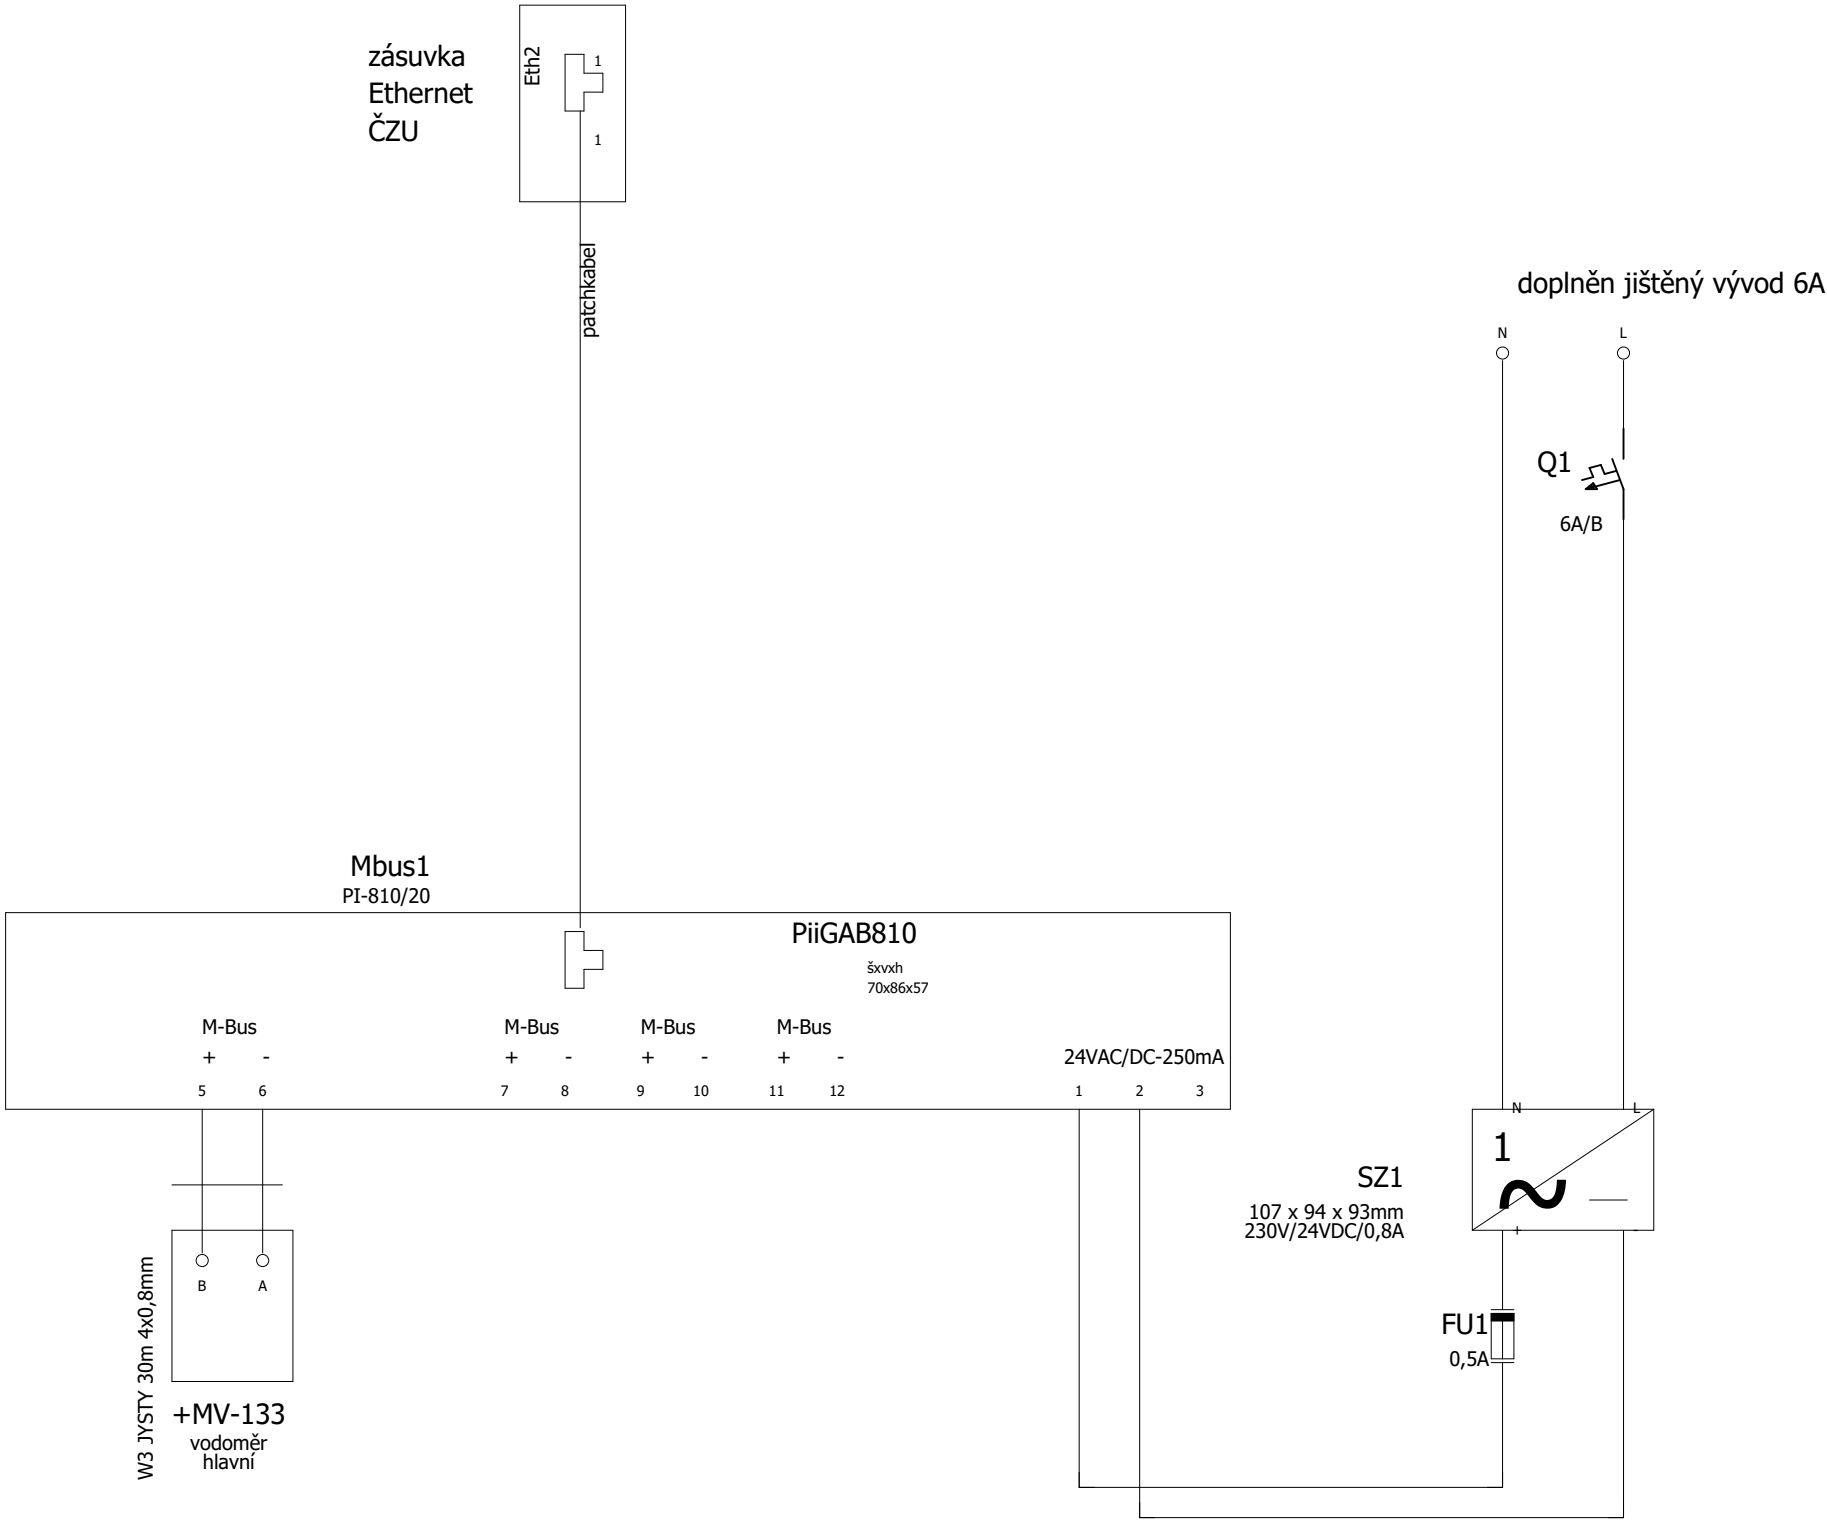 zásuvka
Ethernet
ČZU
Eth2
1
1
patchkabel
doplněn jištěný vývod 6A
N
L
Q1
6A/B
Mbus1
PI-810/20
PiiGAB810
šxvxh
70x86x57
M-Bus
M-Bus
M-Bus
M-Bus
+ -
+ -
+ -
+ -
24VAC/DC-250mA
5 6
7 8
9 10
11 12
1 2 3
B A
W3 JYSTY 30m 4x0,8mm
+MV-133
vodoměr
hlavní
N L
1
SZ1
107 x 94 x 93mm
230V/24VDC/0,8A
+ -
FU1
0,5A